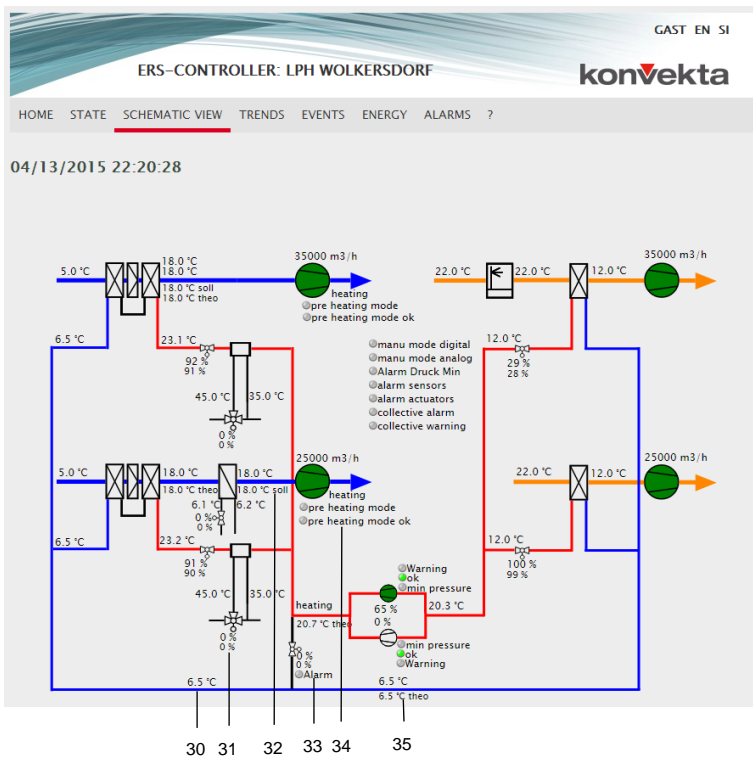 GAST EN SI
ERS-CONTROLLER: LPH WOLKERSDORF
konvekta
HOME STATE SCHEMATIC VIEW TRENDS EVENTS ENERGY ALARMS ?
04/13/2015 22:20:28
5.0 °C
18.0 °C
18.0 °C
18.0 °C soll
18.0 °C theo
35000 m3/h
heating
pre heating mode
pre heating mode ok
22.0 °C
22.0 °C
12.0 °C
35000 m3/h
6.5 °C
23.1 °C
92 %
91 %
45.0 °C
35.0 °C
0 %
0 %
manu mode digital
manu mode analog
Alarm Druck Min
alarm sensors
alarm actuators
collective alarm
collective warning
12.0 °C
29 %
28 %
5.0 °C
18.0 °C
18.0 °C theo
18.0 °C
18.0 °C soll
6.1 °C
6.2 °C
0 %
0 %
25000 m3/h
heating
pre heating mode
pre heating mode ok
22.0 °C
12.0 °C
25000 m3/h
6.5 °C
23.2 °C
91 %
90 %
45.0 °C
35.0 °C
0 %
0 %
12.0 °C
100 %
99 %
Warning
ok
min pressure
heating
20.7 °C theo
65 %
0 %
20.3 °C
min pressure
ok
Warning
0 %
0 %
Alarm
6.5 °C
6.5 °C
6.5 °C theo
30 31 32 33 34 35